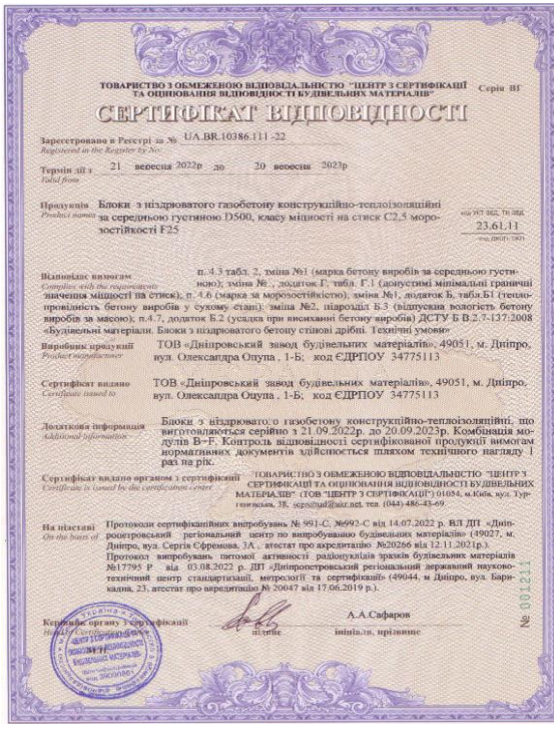 ТОВАРИСТВО З ОБМЕЖЕНОЮ ВІДПОВІДАЛЬНІСТЮ "ЦЕНТР З СЕРТИФІКАЦІЇ
ТА ОЦІНЮВАННЯ ВІДПОВІДНОСТІ БУДІВЕЛЬНИХ МАТЕРІАЛІВ"
Серія ВГ
СЕРТИФІКАТ ВІДПОВІДНОСТІ
Зареєстровано в Реєстрі за № UA.BR.10386.111 -22
Registered in the Register by No:
Термін дії з 21 вересня 2022р до 20 вересня 2023р
Valid from
Продукція Блоки з ніздрюватого газобетону конструкційно-теплоізоляційні
Product names за середньою густиною D500, класу міцності на стиск С2,5 моро-
зостійкості F25
код УКТ ЗЕД, ТН ЗЕД
23.61.11
Відповідає вимогам п. 4.3 табл. 2, зміна №1 (марка бетону виробів за середньою густи-
Complies with the requirements ною); зміна додаток Г, табл. Г.1 (допустимі мінімальні граничні
значення міцності на стиск); п. 4.6 (марка за морозостійкістю), зміна №1, додаток Б, табл.Б1 (тепло-
провідність бетону виробів у сухому стані); зміна №2, підрозділ Б.3 (відпускна вологість бетону
виробів за масою); п.4.7, додаток Б.2 (усадка при висиханні бетону виробів) ДСТУ Б В.2.7-137:2008
«Будівельні матеріали. Блоки з ніздрюватого бетону стінові дрібні. Технічні умови»
Виробник продукції ТОВ «Дніпровський завод будівельних матеріалів», 49051, м. Дніпро,
Product manufacturer вул. Олександра Оцупа , 1-Б; код ЄДРПОУ 34775113
Сертифікат видано ТОВ «Дніпровський завод будівельних матеріалів», 49051, м. Дніпро,
Certificate issued to вул. Олександра Оцупа , 1-Б; код ЄДРПОУ 34775113
Додаткова інформація Блоки з ніздрюватого газобетону конструкційно-теплоізоляційні, що
Additional information виготовляються серійно з 21.09.2022р. до 20.09.2023р. Комбінація мо-
дулів B+F. Контроль відповідності сертифікованої продукції вимогам
нормативних документів здійснюється шляхом технічного нагляду 1
раз на рік.
Сертифікат видано органом з сертифікації ТОВАРИСТВО З ОБМЕЖЕНОЮ ВІДПОВІДАЛЬНІСТЮ "ЦЕНТР З
Certificate is issued by the certification center СЕРТИФІКАЦІЇ ТА ОЦІНЮВАННЯ ВІДПОВІДНОСТІ БУДІВЕЛЬНИХ
МАТЕРІАЛІВ" (ТОВ "ЦЕНТР З СЕРТИФІКАЦІЇ") 01054, м.Київ, вул. Тур-
генєвська, 38, тел. (044) 486-43-69.
На підставі Протоколи сертифікаційних випробувань № 991-С, №992-С від 14.07.2022 р. ВЛ ДП «Дніп-
On the basis of ропетровський регіональний центр по випробуванню будівельних матеріалів» (49027, м.
Дніпро, вул. Сергія Єфремова, 3А , атестат про акредитацію №20266 від 12.11.2021р.).
Протокол випробувань питомої активності радіонуклідів зразків будівельних матеріалів
№17795 Р від 03.08.2022 р. ДП «Дніпропетровський регіональний державний науково-
технічний центр стандартизації, метрології та сертифікації» (49044, м Дніпро, вул. Бари-
кадна, 23, атестат про акредитацію № 20047 від 17.06.2019 р.).
№ 001211
Керівник органу з сертифікації А.А.Сафаров
підпис ініціали, прізвище
М.П.